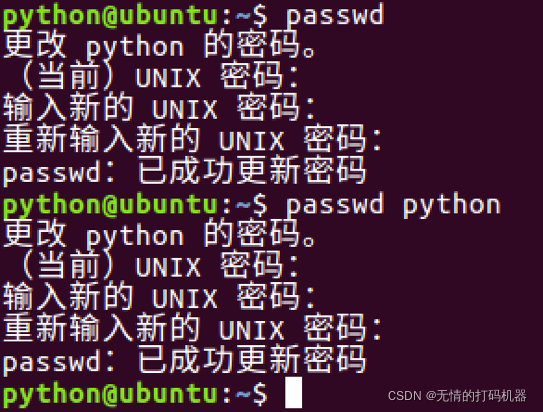 python@ubuntu:~$ passwd
更改 python 的密码。
（当前）UNIX 密码：
输入新的 UNIX 密码：
重新输入新的 UNIX 密码：
passwd：已成功更新密码
python@ubuntu:~$ passwd python
更改 python 的密码。
（当前）UNIX 密码：
输入新的 UNIX 密码：
重新输入新的 UNIX 密码：
passwd：已成功更新密码
python@ubuntu:~$
CSDN @无情的打码机器